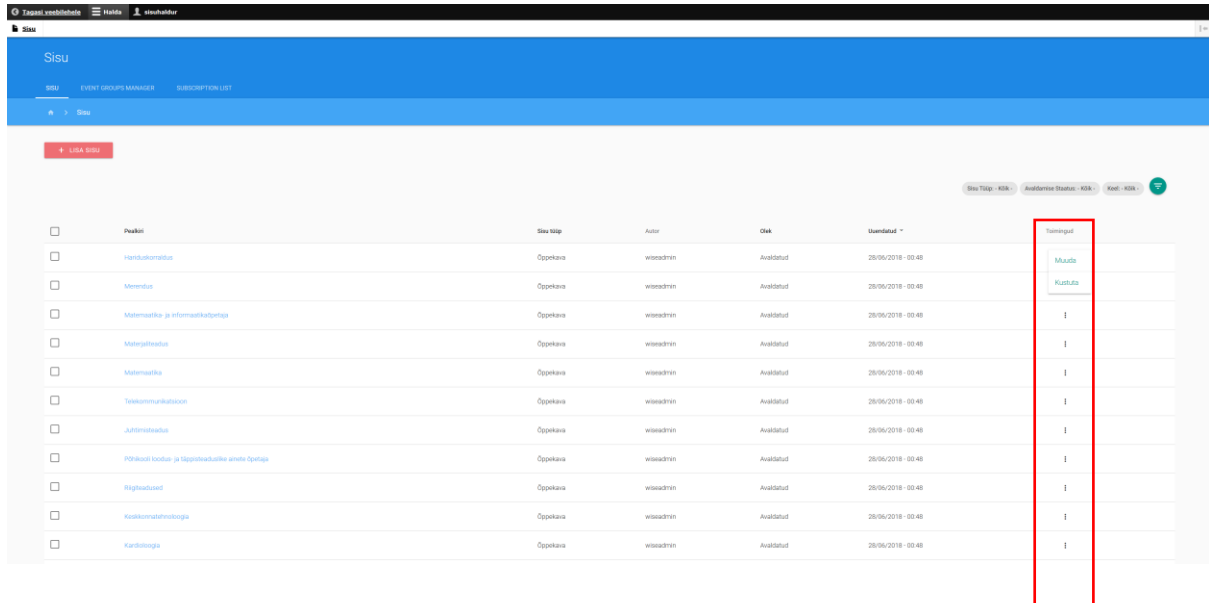 Tagasi veebilehele Halda sisuhaldur
Sisu
Sisu
SISU EVENT GROUPS MANAGER SUBSCRIPTION LIST
> Sisu
+ LISA SISU
Sisu Tüüp: - Kõik - Avaldamise Staatus: - Kõik - Keel: - Kõik -
Pealkiri Sisu tüüp Autor Olek Uuendatud Toimingud
Hariduskorraldus Õppekava wiseadmin Avaldatud 28/06/2018 - 00:48 Muuda
Merendus Õppekava wiseadmin Avaldatud 28/06/2018 - 00:48 Kustuta
Matemaatika- ja informaatikaõpetaja Õppekava wiseadmin Avaldatud 28/06/2018 - 00:48
Materjaliteadus Õppekava wiseadmin Avaldatud 28/06/2018 - 00:48
Matemaatika Õppekava wiseadmin Avaldatud 28/06/2018 - 00:48
Telekommunikatsioon Õppekava wiseadmin Avaldatud 28/06/2018 - 00:48
Juhtimisteadus Õppekava wiseadmin Avaldatud 28/06/2018 - 00:48
Põhikooli loodus- ja täppisteaduslike ainete õpetaja Õppekava wiseadmin Avaldatud 28/06/2018 - 00:48
Riigiteadused Õppekava wiseadmin Avaldatud 28/06/2018 - 00:48
Keskkonnatehnoloogia Õppekava wiseadmin Avaldatud 28/06/2018 - 00:48
Kardioloogia Õppekava wiseadmin Avaldatud 28/06/2018 - 00:48